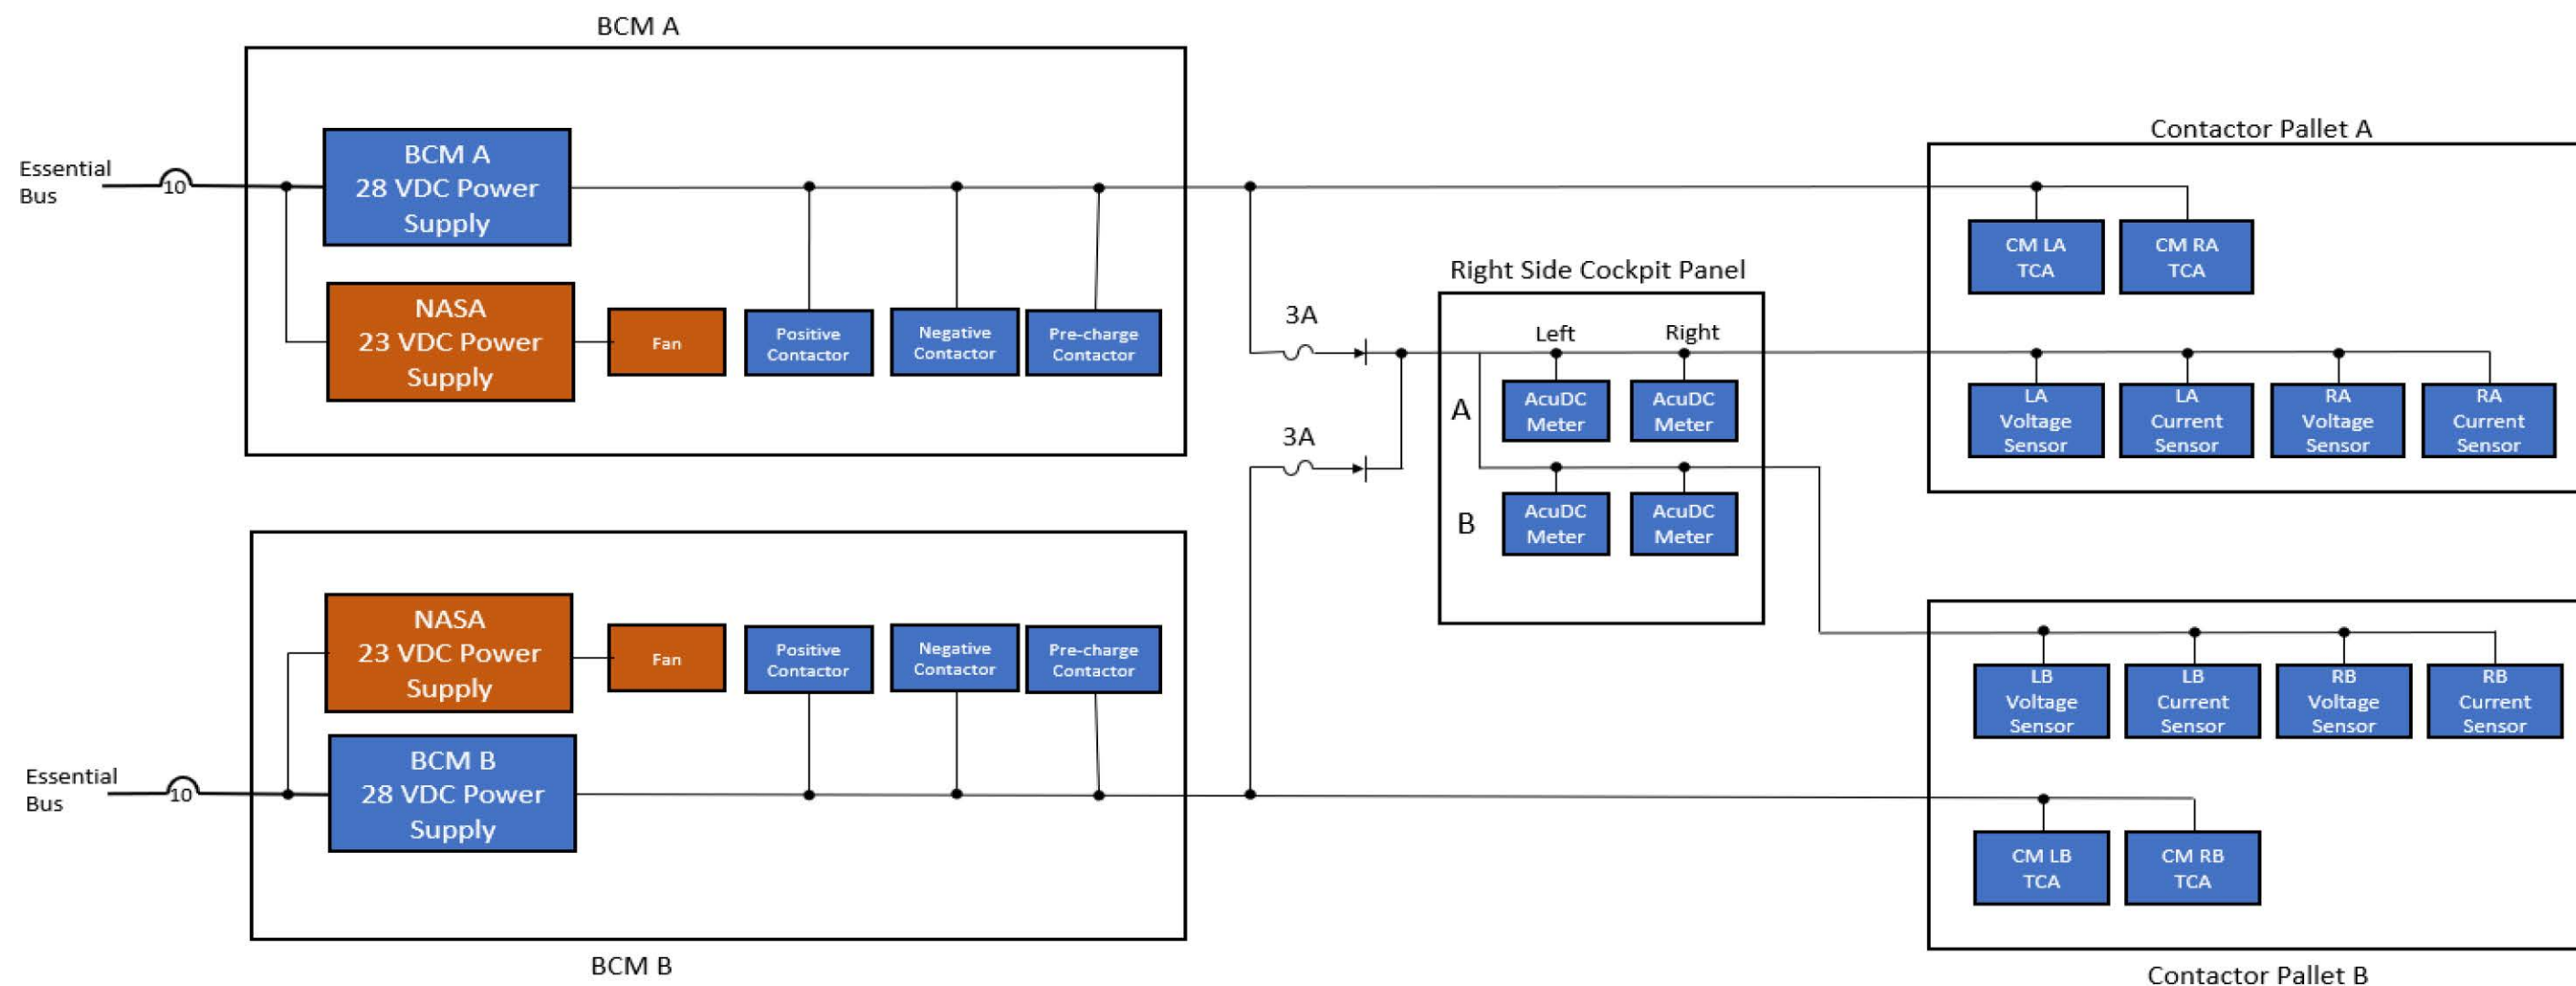 BCM A
Essential
Bus
10
BCM A
28 VDC Power
Supply
NASA
23 VDC Power
Supply
Fan
Positive
Contactor
Negative
Contactor
Pre-charge
Contactor
3A
3A
Right Side Cockpit Panel
Left
Right
A
AcuDC
Meter
AcuDC
Meter
B
AcuDC
Meter
AcuDC
Meter
Contactor Pallet A
CM LA
TCA
CM RA
TCA
LA
Voltage
Sensor
LA
Current
Sensor
RA
Voltage
Sensor
RA
Current
Sensor
Essential
Bus
10
NASA
23 VDC Power
Supply
Fan
Positive
Contactor
Negative
Contactor
Pre-charge
Contactor
BCM B
28 VDC Power
Supply
BCM B
LB
Voltage
Sensor
LB
Current
Sensor
RB
Voltage
Sensor
RB
Current
Sensor
CM LB
TCA
CM RB
TCA
Contactor Pallet B